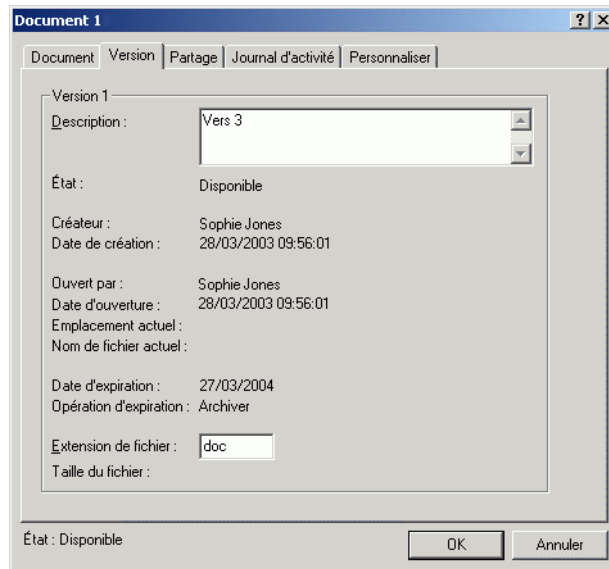 Document 1
Document Version Partage Journal d'activité Personnaliser
Version 1
Description : Vers 3
État : Disponible
Créateur : Sophie Jones
Date de création : 28/03/2003 09:56:01
Ouvert par : Sophie Jones
Date d'ouverture : 28/03/2003 09:56:01
Emplacement actuel :
Nom de fichier actuel :
Date d'expiration : 27/03/2004
Opération d'expiration : Archiver
Extension de fichier : doc
Taille du fichier :
État : Disponible OK Annuler